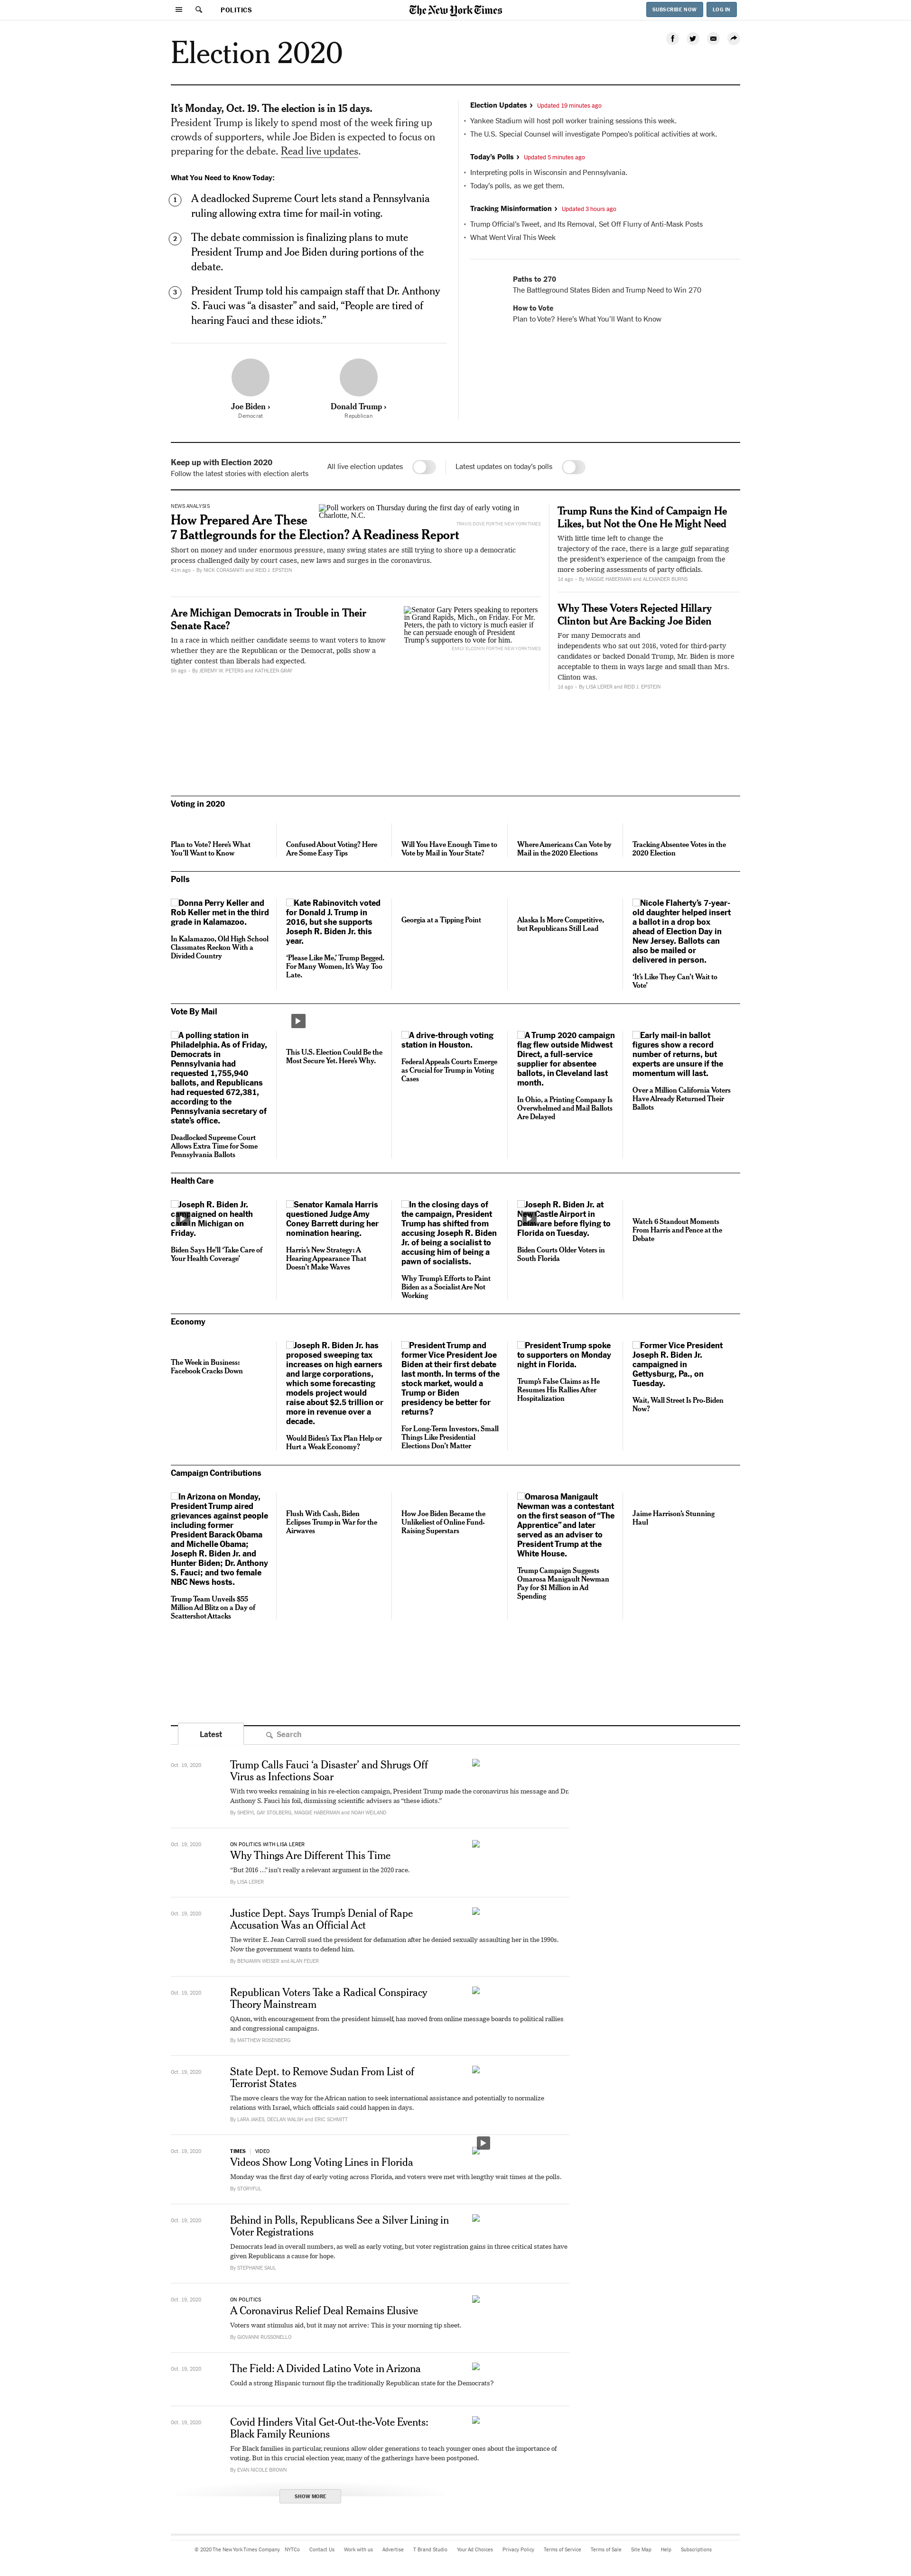 POLITICS
The New York Times
SUBSCRIBE NOW
LOG IN
Election 2020
It's Monday, Oct. 19. The election is in 15 days.
President Trump is likely to spend most of the week firing up
crowds of supporters, while Joe Biden is expected to focus on
preparing for the debate. Read live updates.
What You Need to Know Today:
1 A deadlocked Supreme Court lets stand a Pennsylvania
ruling allowing extra time for mail-in voting.
2 The debate commission is finalizing plans to mute
President Trump and Joe Biden during portions of the
debate.
3 President Trump told his campaign staff that Dr. Anthony
S. Fauci was “a disaster” and said, “People are tired of
hearing Fauci and these idiots.”
Joe Biden ›
Democrat
Donald Trump ›
Republican
Election Updates › Updated 19 minutes ago
• Yankee Stadium will host poll worker training sessions this week.
• The U.S. Special Counsel will investigate Pompeo's political activities at work.
Today's Polls › Updated 5 minutes ago
• Interpreting polls in Wisconsin and Pennsylvania.
• Today's polls, as we get them.
Tracking Misinformation › Updated 3 hours ago
• Trump Official's Tweet, and Its Removal, Set Off Flurry of Anti-Mask Posts
• What Went Viral This Week
Paths to 270
The Battleground States Biden and Trump Need to Win 270
How to Vote
Plan to Vote? Here's What You'll Want to Know
Keep up with Election 2020
Follow the latest stories with election alerts
All live election updates
Latest updates on today's polls
NEWS ANALYSIS
How Prepared Are These
7 Battlegrounds for the Election? A Readiness Report
Poll workers on Thursday during the first day of early voting in
Charlotte, N.C.
TRAVIS DOVE FOR THE NEW YORK TIMES
Short on money and under enormous pressure, many swing states are still trying to shore up a democratic
process challenged daily by court cases, new laws and surges in the coronavirus.
41m ago – By NICK CORASANITI and REID J. EPSTEIN
Are Michigan Democrats in Trouble in Their
Senate Race?
In a race in which neither candidate seems to want voters to know
whether they are the Republican or the Democrat, polls show a
tighter contest than liberals had expected.
5h ago – By JEREMY W. PETERS and KATHLEEN GRAY
Senator Gary Peters speaking to reporters
in Grand Rapids, Mich., on Friday. For Mr.
Peters, the path to victory is much easier if
he can persuade enough of President
Trump's supporters to vote for him.
EMILY ELCONIN FOR THE NEW YORK TIMES
Trump Runs the Kind of Campaign He
Likes, but Not the One He Might Need
With little time left to change the
trajectory of the race, there is a large gulf separating
the president's experience of the campaign from the
more sobering assessments of party officials.
1d ago – By MAGGIE HABERMAN and ALEXANDER BURNS
Why These Voters Rejected Hillary
Clinton but Are Backing Joe Biden
For many Democrats and
independents who sat out 2016, voted for third-party
candidates or backed Donald Trump, Mr. Biden is more
acceptable to them in ways large and small than Mrs.
Clinton was.
1d ago – By LISA LERER and REID J. EPSTEIN
Voting in 2020
Plan to Vote? Here's What
You'll Want to Know
Confused About Voting? Here
Are Some Easy Tips
Will You Have Enough Time to
Vote by Mail in Your State?
Where Americans Can Vote by
Mail in the 2020 Elections
Tracking Absentee Votes in the
2020 Election
Polls
Donna Perry Keller and
Rob Keller met in the third
grade in Kalamazoo.
In Kalamazoo, Old High School
Classmates Reckon With a
Divided Country
Kate Rabinovitch voted
for Donald J. Trump in
2016, but she supports
Joseph R. Biden Jr. this
year.
‘Please Like Me,’ Trump Begged.
For Many Women, It's Way Too
Late.
Georgia at a Tipping Point
Alaska Is More Competitive,
but Republicans Still Lead
Nicole Flaherty's 7-year-
old daughter helped insert
a ballot in a drop box
ahead of Election Day in
New Jersey. Ballots can
also be mailed or
delivered in person.
‘It's Like They Can't Wait to
Vote’
Vote By Mail
A polling station in
Philadelphia. As of Friday,
Democrats in
Pennsylvania had
requested 1,755,940
ballots, and Republicans
had requested 672,381,
according to the
Pennsylvania secretary of
state's office.
Deadlocked Supreme Court
Allows Extra Time for Some
Pennsylvania Ballots
This U.S. Election Could Be the
Most Secure Yet. Here's Why.
A drive-through voting
station in Houston.
Federal Appeals Courts Emerge
as Crucial for Trump in Voting
Cases
A Trump 2020 campaign
flag flew outside Midwest
Direct, a full-service
supplier for absentee
ballots, in Cleveland last
month.
In Ohio, a Printing Company Is
Overwhelmed and Mail Ballots
Are Delayed
Early mail-in ballot
figures show a record
number of returns, but
experts are unsure if the
momentum will last.
Over a Million California Voters
Have Already Returned Their
Ballots
Health Care
Joseph R. Biden Jr.
campaigned on health
care in Michigan on
Friday.
Biden Says He'll ‘Take Care of
Your Health Coverage’
Senator Kamala Harris
questioned Judge Amy
Coney Barrett during her
nomination hearing.
Harris's New Strategy: A
Hearing Appearance That
Doesn't Make Waves
In the closing days of
the campaign, President
Trump has shifted from
accusing Joseph R. Biden
Jr. of being a socialist to
accusing him of being a
pawn of socialists.
Why Trump's Efforts to Paint
Biden as a Socialist Are Not
Working
Joseph R. Biden Jr. at
New Castle Airport in
Delaware before flying to
Florida on Tuesday.
Biden Courts Older Voters in
South Florida
Watch 6 Standout Moments
From Harris and Pence at the
Debate
Economy
The Week in Business:
Facebook Cracks Down
Joseph R. Biden Jr. has
proposed sweeping tax
increases on high earners
and large corporations,
which some forecasting
models project would
raise about $2.5 trillion or
more in revenue over a
decade.
Would Biden's Tax Plan Help or
Hurt a Weak Economy?
President Trump and
former Vice President Joe
Biden at their first debate
last month. In terms of the
stock market, would a
Trump or Biden
presidency be better for
returns?
For Long-Term Investors, Small
Things Like Presidential
Elections Don't Matter
President Trump spoke
to supporters on Monday
night in Florida.
Trump's False Claims as He
Resumes His Rallies After
Hospitalization
Former Vice President
Joseph R. Biden Jr.
campaigned in
Gettysburg, Pa., on
Tuesday.
Wait, Wall Street Is Pro-Biden
Now?
Campaign Contributions
In Arizona on Monday,
President Trump aired
grievances against people
including former
President Barack Obama
and Michelle Obama;
Joseph R. Biden Jr. and
Hunter Biden; Dr. Anthony
S. Fauci; and two female
NBC News hosts.
Trump Team Unveils $55
Million Ad Blitz on a Day of
Scattershot Attacks
Flush With Cash, Biden
Eclipses Trump in War for the
Airwaves
How Joe Biden Became the
Unlikeliest of Online Fund-
Raising Superstars
Omarosa Manigault
Newman was a contestant
on the first season of “The
Apprentice” and later
served as an adviser to
President Trump at the
White House.
Trump Campaign Suggests
Omarosa Manigault Newman
Pay for $1 Million in Ad
Spending
Jaime Harrison's Stunning
Haul
Latest
Search
Oct. 19, 2020
Trump Calls Fauci ‘a Disaster’ and Shrugs Off
Virus as Infections Soar
With two weeks remaining in his re-election campaign, President Trump made the coronavirus his message and Dr.
Anthony S. Fauci his foil, dismissing scientific advisers as “these idiots.”
By SHERYL GAY STOLBERG, MAGGIE HABERMAN and NOAH WEILAND
Oct. 19, 2020
ON POLITICS WITH LISA LERER
Why Things Are Different This Time
“But 2016 …” isn't really a relevant argument in the 2020 race.
By LISA LERER
Oct. 19, 2020
Justice Dept. Says Trump's Denial of Rape
Accusation Was an Official Act
The writer E. Jean Carroll sued the president for defamation after he denied sexually assaulting her in the 1990s.
Now the government wants to defend him.
By BENJAMIN WEISER and ALAN FEUER
Oct. 19, 2020
Republican Voters Take a Radical Conspiracy
Theory Mainstream
QAnon, with encouragement from the president himself, has moved from online message boards to political rallies
and congressional campaigns.
By MATTHEW ROSENBERG
Oct. 19, 2020
State Dept. to Remove Sudan From List of
Terrorist States
The move clears the way for the African nation to seek international assistance and potentially to normalize
relations with Israel, which officials said could happen in days.
By LARA JAKES, DECLAN WALSH and ERIC SCHMITT
Oct. 19, 2020
TIMES | VIDEO
Videos Show Long Voting Lines in Florida
Monday was the first day of early voting across Florida, and voters were met with lengthy wait times at the polls.
By STORYFUL
Oct. 19, 2020
Behind in Polls, Republicans See a Silver Lining in
Voter Registrations
Democrats lead in overall numbers, as well as early voting, but voter registration gains in three critical states have
given Republicans a cause for hope.
By STEPHANIE SAUL
Oct. 19, 2020
ON POLITICS
A Coronavirus Relief Deal Remains Elusive
Voters want stimulus aid, but it may not arrive: This is your morning tip sheet.
By GIOVANNI RUSSONELLO
Oct. 19, 2020
The Field: A Divided Latino Vote in Arizona
Could a strong Hispanic turnout flip the traditionally Republican state for the Democrats?
Oct. 19, 2020
Covid Hinders Vital Get-Out-the-Vote Events:
Black Family Reunions
For Black families in particular, reunions allow older generations to teach younger ones about the importance of
voting. But in this crucial election year, many of the gatherings have been postponed.
By EVAN NICOLE BROWN
SHOW MORE
© 2020 The New York Times Company NYTCo Contact Us Work with us Advertise T Brand Studio Your Ad Choices Privacy Policy Terms of Service Terms of Sale Site Map Help Subscriptions